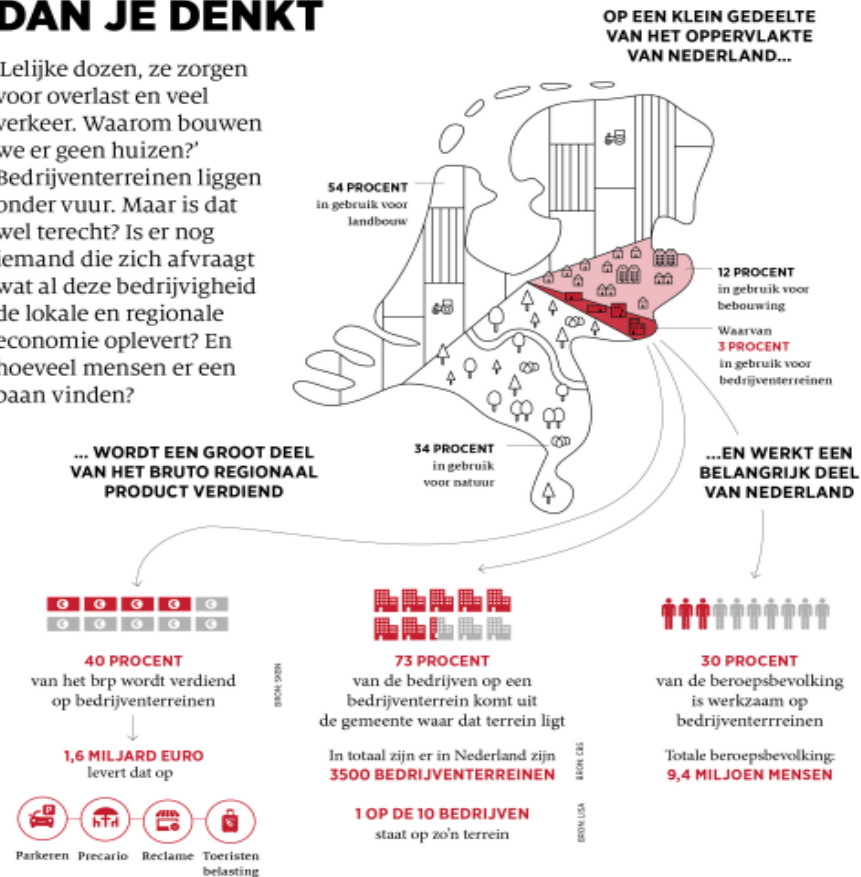 DAN JE DENKT
Lelijke dozen, ze zorgen
voor overlast en veel
verkeer. Waarom bouwen
we er geen huizen?’
Bedrijventerreinen liggen
onder vuur. Maar is dat
wel terecht? Is er nog
iemand die zich afvraagt
wat al deze bedrijvigheid
de lokale en regionale
economie oplevert? En
hoeveel mensen er een
baan vinden?
OP EEN KLEIN GEDEELTE
VAN HET OPPERVLAKTE
VAN NEDERLAND...
54 PROCENT
in gebruik voor
landbouw
12 PROCENT
in gebruik voor
bebouwing
Waarvan
3 PROCENT
in gebruik voor
bedrijventerreinen
34 PROCENT
in gebruik
voor natuur
... WORDT EEN GROOT DEEL
VAN HET BRUTO REGIONAAL
PRODUCT VERDIEND
...EN WERKT EEN
BELANGRIJK DEEL
VAN NEDERLAND
40 PROCENT
van het brp wordt verdiend
op bedrijventerreinen
1,6 MILJARD EURO
levert dat op
Parkeren Precario Reclame Toeristen
belasting
BRON: SKBN
73 PROCENT
van de bedrijven op een
bedrijventerrein komt uit
de gemeente waar dat terrein ligt
In totaal zijn er in Nederland zijn
3500 BEDRIJVENTERREINEN
BRON: CBS
1 OP DE 10 BEDRIJVEN
staat op zo'n terrein
BRON: LISA
30 PROCENT
van de beroepsbevolking
is werkzaam op
bedrijventerrreinen
Totale beroepsbevolking:
9,4 MILJOEN MENSEN